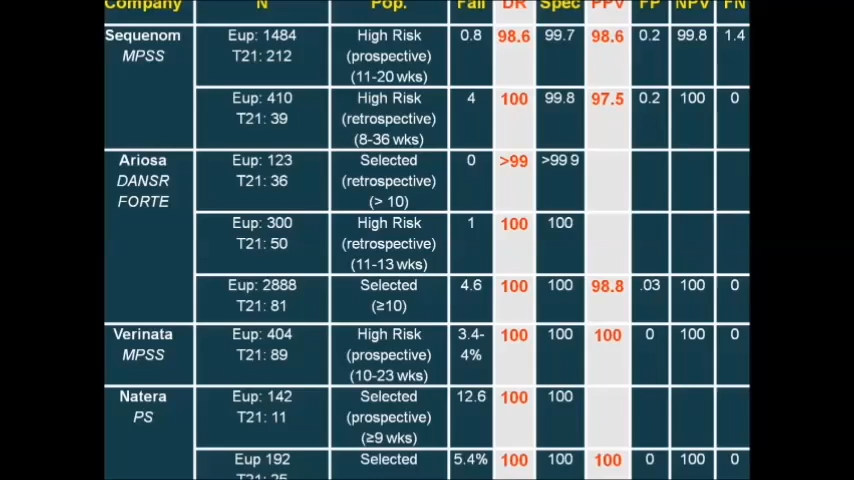 Company N Pop. Fail DR Spec PPV FP NPV FN
Sequenom Eup: 1484 High Risk 0.8 98.6 99.7 98.6 0.2 99.8 1.4
MPSS T21: 212 (prospective)
(11-20 wks)
Eup: 410 High Risk 4 100 99.8 97.5 0.2 100 0
T21: 39 (retrospective)
(8-36 wks)
Ariosa Eup: 123 Selected 0 >99 >99 9
DANSR T21: 36 (retrospective)
FORTE (> 10)
Eup: 300 High Risk 1 100 100
T21: 50 (retrospective)
(11-13 wks)
Eup: 2888 Selected 4.6 100 100 98.8 .03 100 0
T21: 81 (≥10)
Verinata Eup: 404 High Risk 3.4- 100 100 100 0 100 0
MPSS T21: 89 (prospective) 4%
(10-23 wks)
Natera Eup: 142 Selected 12.6 100 100
PS T21: 11 (prospective)
(≥9 wks)
Eup 192 Selected 5.4% 100 100 100 0 100 0
T21: 25